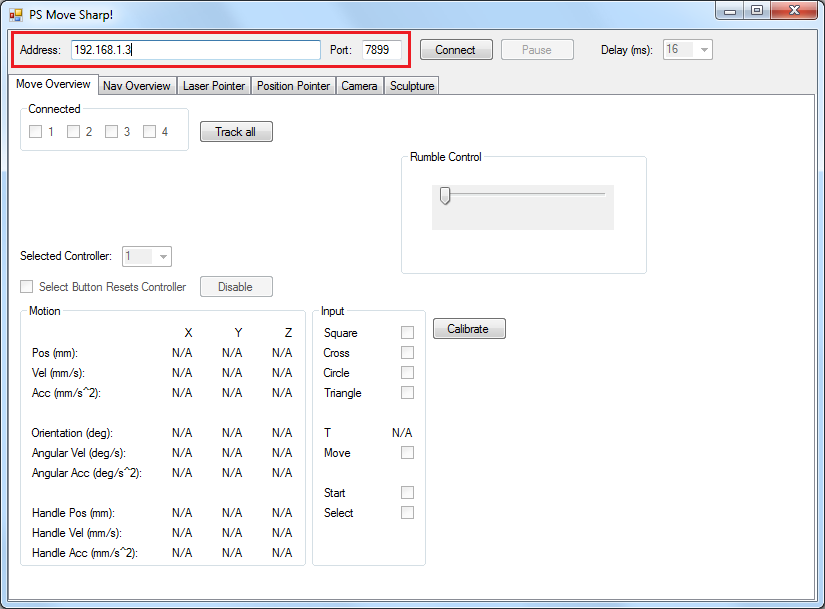 PS Move Sharp!
Address: 192.168.1.3 Port: 7899 Connect Pause Delay (ms): 16
Move Overview Nav Overview Laser Pointer Position Pointer Camera Sculpture
Connected
1 2 3 4 Track all
Rumble Control
Selected Controller: 1
Select Button Resets Controller Disable
Motion
X Y Z
Pos (mm): N/A N/A N/A
Vel (mm/s): N/A N/A N/A
Acc (mm/s^2): N/A N/A N/A
Orientation (deg): N/A N/A N/A
Angular Vel (deg/s): N/A N/A N/A
Angular Acc (deg/s^2): N/A N/A N/A
Handle Pos (mm): N/A N/A N/A
Handle Vel (mm/s): N/A N/A N/A
Handle Acc (mm/s^2): N/A N/A N/A
Input
Square
Cross
Circle
Triangle
T N/A
Move
Start
Select
Calibrate